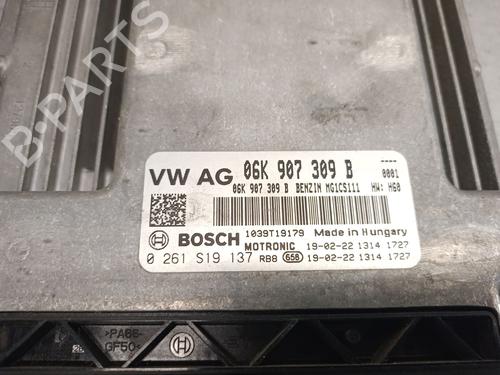 B-PARTS
----
VW AG 06K 907 309 B 0001
06K 907 309 B BENZIN MG1CS111 HW: H60
BOSCH 1039T19179 Made in Hungary
MOTRONIC 19-02-22 1314 1727
0 261 S19 137 RB8 658 19-02-22 1314 1727
>PA66-
GF50<